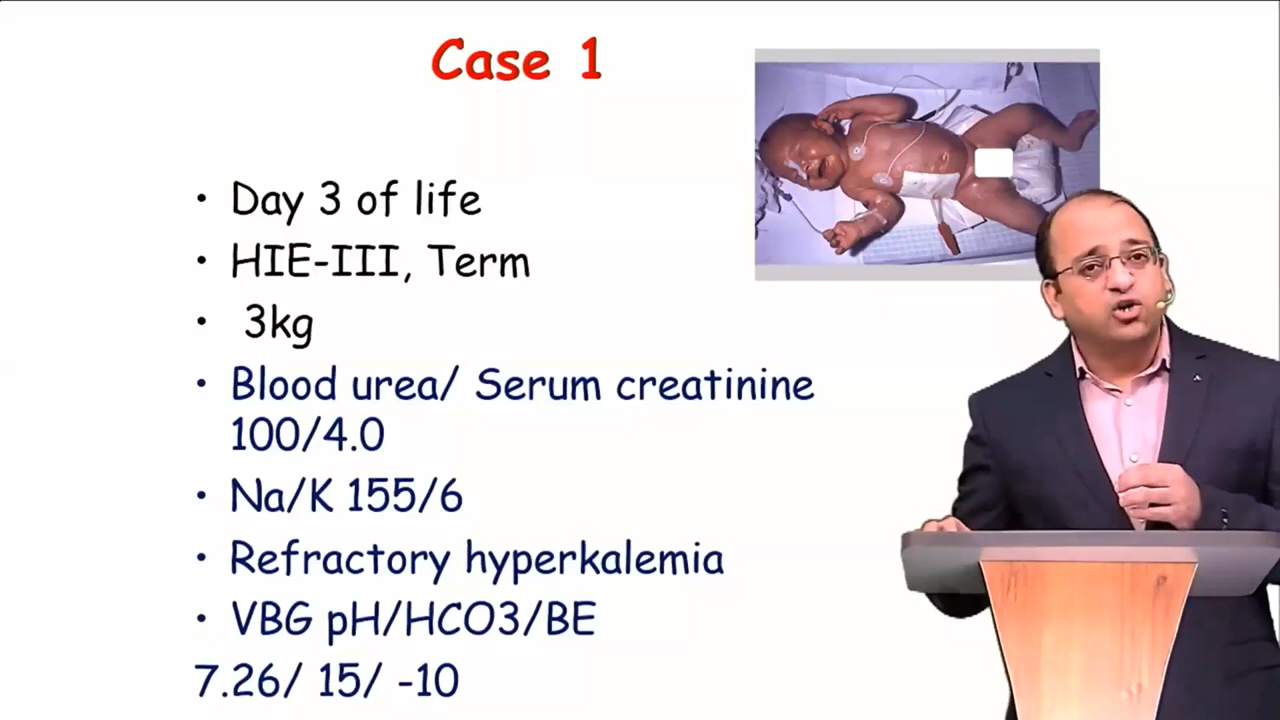 Case 1
• Day 3 of life
• HIE-III, Term
• 3kg
• Blood urea/ Serum creatinine
100/4.0
• Na/K 155/6
• Refractory hyperkalemia
• VBG pH/HCO3/BE
7.26/ 15/ -10